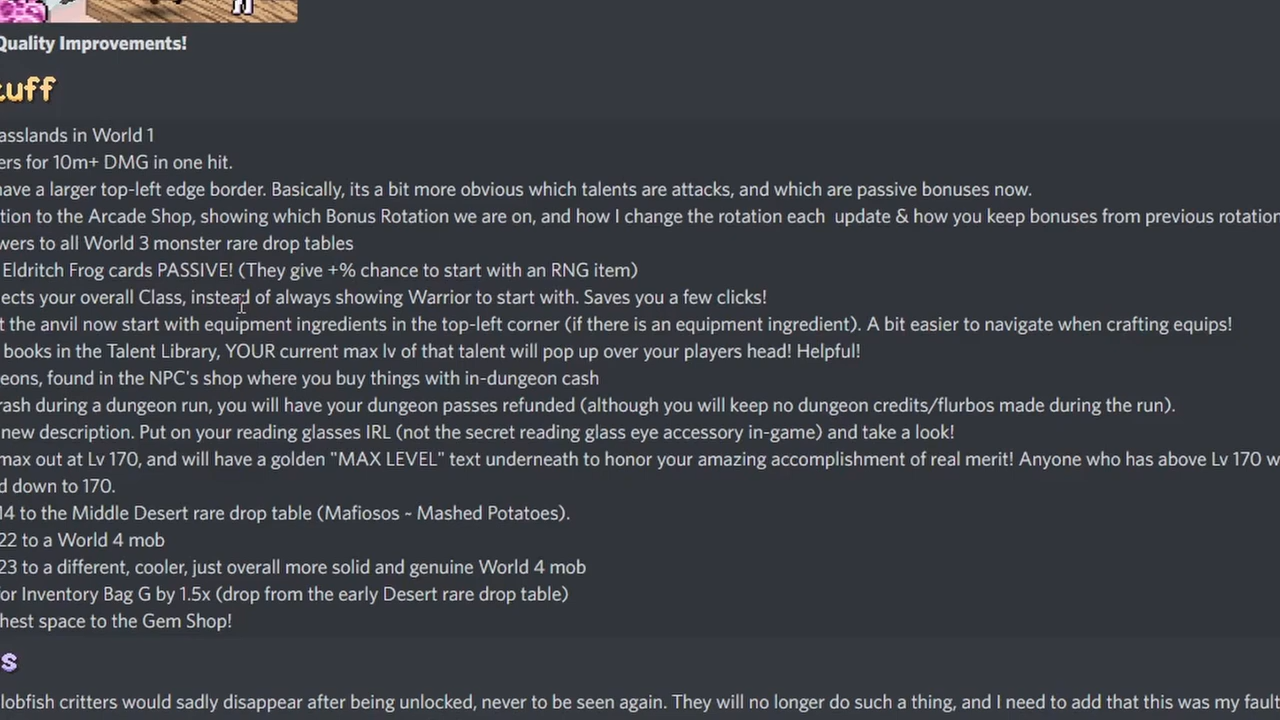 Quality Improvements!
uff
asslands in World 1
ers for 10m+ DMG in one hit.
have a larger top-left edge border. Basically, its a bit more obvious which talents are attacks, and which are passive bonuses now.
tion to the Arcade Shop, showing which Bonus Rotation we are on, and how I change the rotation each update & how you keep bonuses from previous rotation
wers to all World 3 monster rare drop tables
Eldritch Frog cards PASSIVE! (They give +% chance to start with an RNG item)
ects your overall Class, instead of always showing Warrior to start with. Saves you a few clicks!
t the anvil now start with equipment ingredients in the top-left corner (if there is an equipment ingredient). A bit easier to navigate when crafting equips!
books in the Talent Library, YOUR current max lv of that talent will pop up over your players head! Helpful!
eons, found in the NPC's shop where you buy things with in-dungeon cash
rash during a dungeon run, you will have your dungeon passes refunded (although you will keep no dungeon credits/flurbos made during the run).
new description. Put on your reading glasses IRL (not the secret reading glass eye accessory in-game) and take a look!
max out at Lv 170, and will have a golden "MAX LEVEL" text underneath to honor your amazing accomplishment of real merit! Anyone who has above Lv 170 w
d down to 170.
14 to the Middle Desert rare drop table (Mafiosos ~ Mashed Potatoes).
22 to a World 4 mob
23 to a different, cooler, just overall more solid and genuine World 4 mob
for Inventory Bag G by 1.5x (drop from the early Desert rare drop table)
hest space to the Gem Shop!
s
lobfish critters would sadly disappear after being unlocked, never to be seen again. They will no longer do such a thing, and I need to add that this was my fault